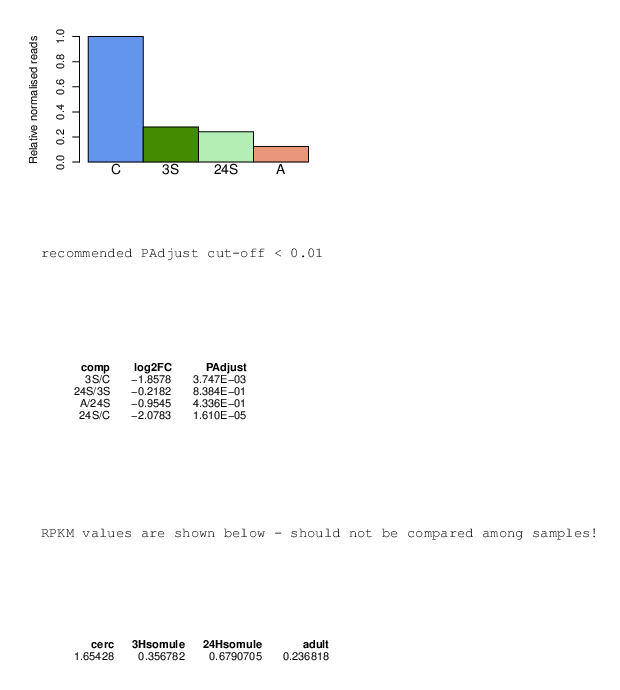 Relative normalised reads
1.0
0.8
0.6
0.4
0.2
0.0
C 3S 24S A
recommended PAdjust cut-off < 0.01
comp log2FC PAdjust
3S/C −1.8578 3.747E−03
24S/3S −0.2182 8.384E−01
A/24S −0.9545 4.336E−01
24S/C −2.0783 1.610E−05
RPKM values are shown below - should not be compared among samples!
cerc 3Hsomule 24Hsomule adult
1.65428 0.356782 0.6790705 0.236818